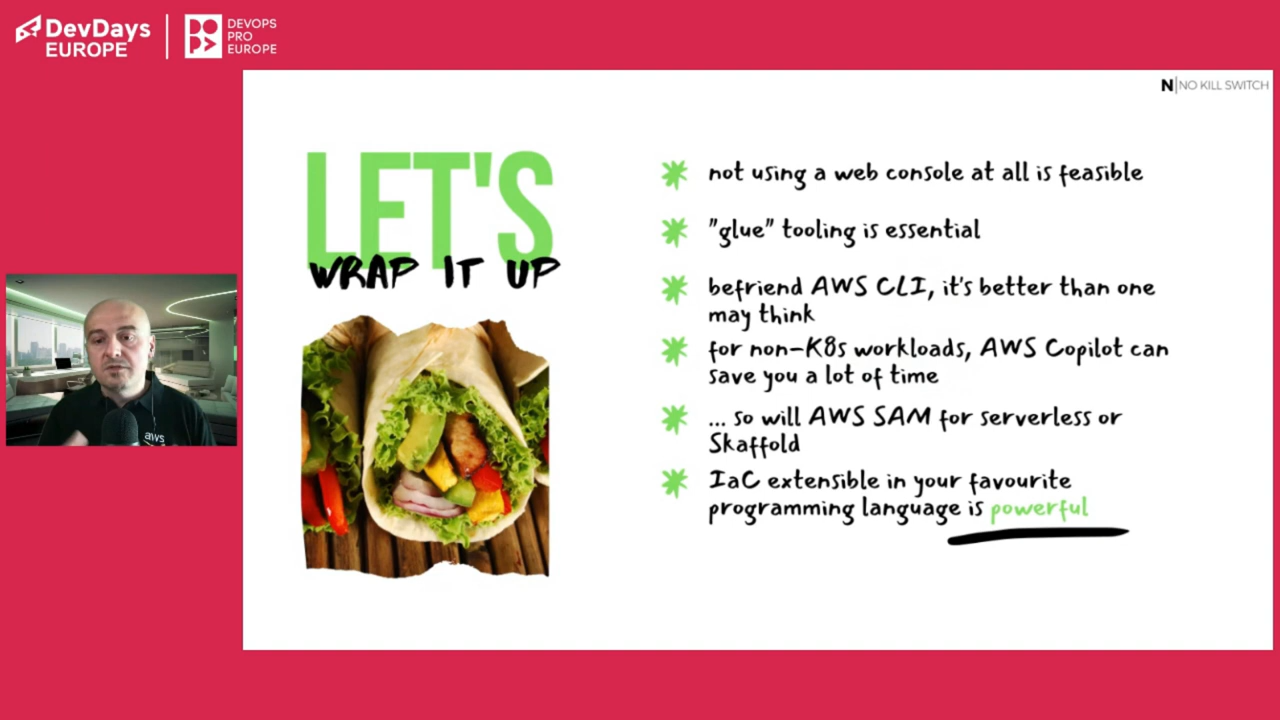 DevDays
EUROPE
DEVOPS
PRO
EUROPE
N|NO KILL SWITCH
LET'S
WRAP IT UP
not using a web console at all is feasible
"glue" tooling is essential
befriend AWS CLI, it's better than one
may think
for non-K8s workloads, AWS Copilot can
save you a lot of time
... so will AWS SAM for serverless or
Skaffold
IaC extensible in your favourite
programming language is powerful
aws